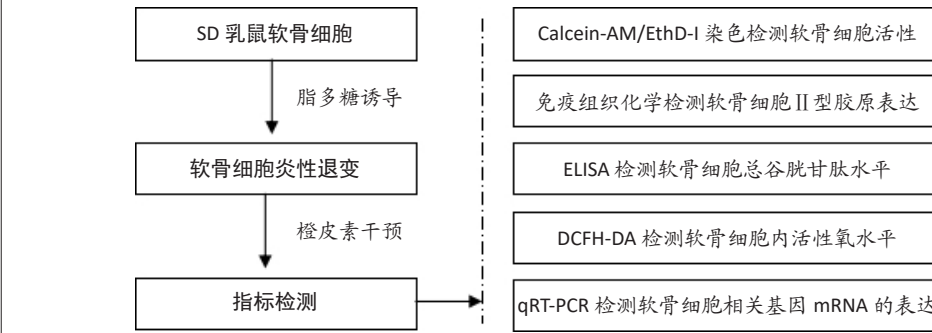 SD 乳鼠软骨细胞
脂多糖诱导
软骨细胞炎性退变
橙皮素干预
指标检测
Calcein-AM/EthD-I 染色检测软骨细胞活性
免疫组织化学检测软骨细胞Ⅱ型胶原表达
ELISA 检测软骨细胞总谷胱甘肽水平
DCFH-DA 检测软骨细胞内活性氧水平
qRT-PCR 检测软骨细胞相关基因 mRNA 的表达